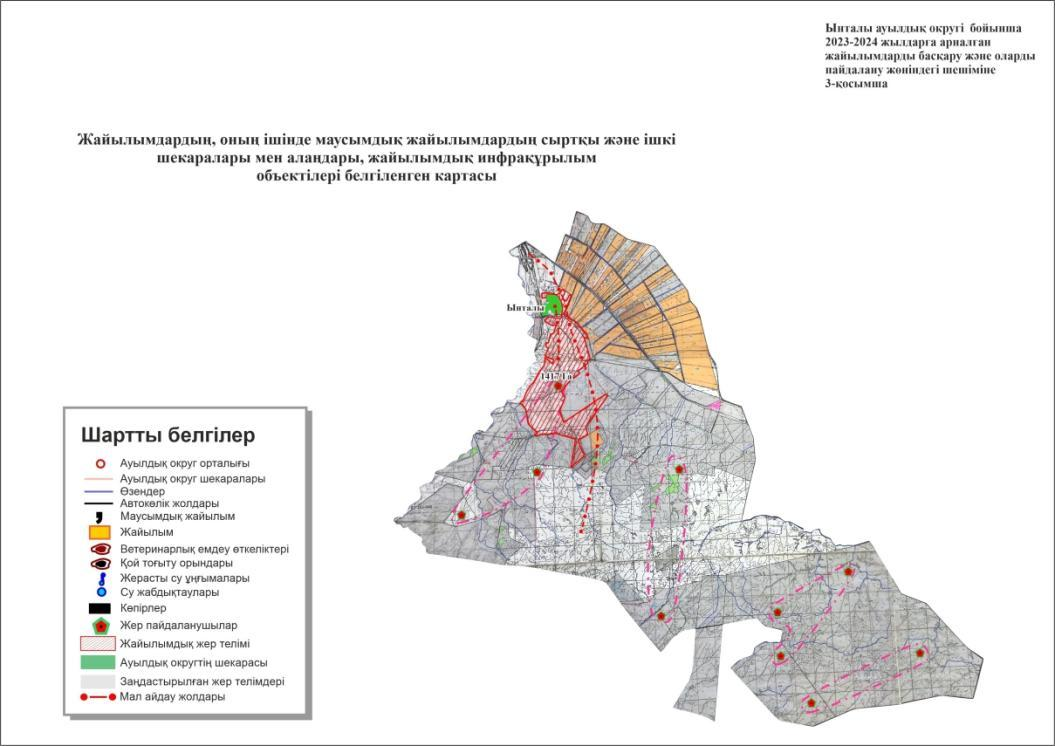 Ынталы ауылдық округі бойынша
2023-2024 жылдарға арналған
жайылымдарды басқару және оларды
пайдалану жөніндегі шешіміне
3-қосымша
Жайылымдардың, оның ішінде маусымдық жайылымдардың сыртқы және ішкі
шекаралары мен алаңдары, жайылымдық инфрақұрылым
объектілері белгіленген картасы
Ынталы
Шартты белгілер
Ауылдық округ орталығы
Ауылдық округ шекаралары
Өзендер
Автокөлік жолдары
Маусымдық жайылым
Жайылым
Ветеринарлық емдеу өткеліктері
Қой тоғыту орындары
Жерасты су ұңғымалары
Су жабдықтаулары
Көпірлер
Жер пайдаланушылар
Жайылымдық жер телімі
Ауылдық округтің шекарасы
Заңдастырылған жер телімдері
Мал айдау жолдары